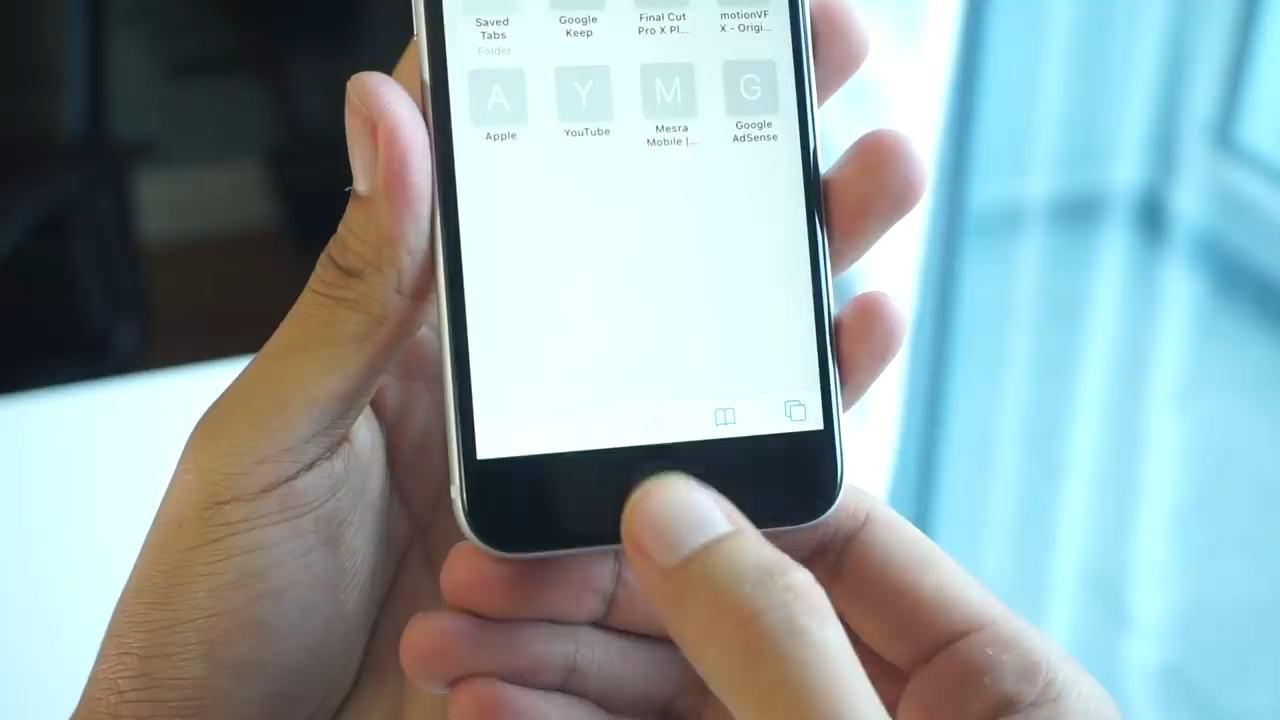 Saved
Tabs
Folder
Google
Keep
Final Cut
Pro X Pl...
motionVF
X - Origi...
A
Y
M
G
Apple
YouTube
Mesra
Mobile |...
Google
AdSense